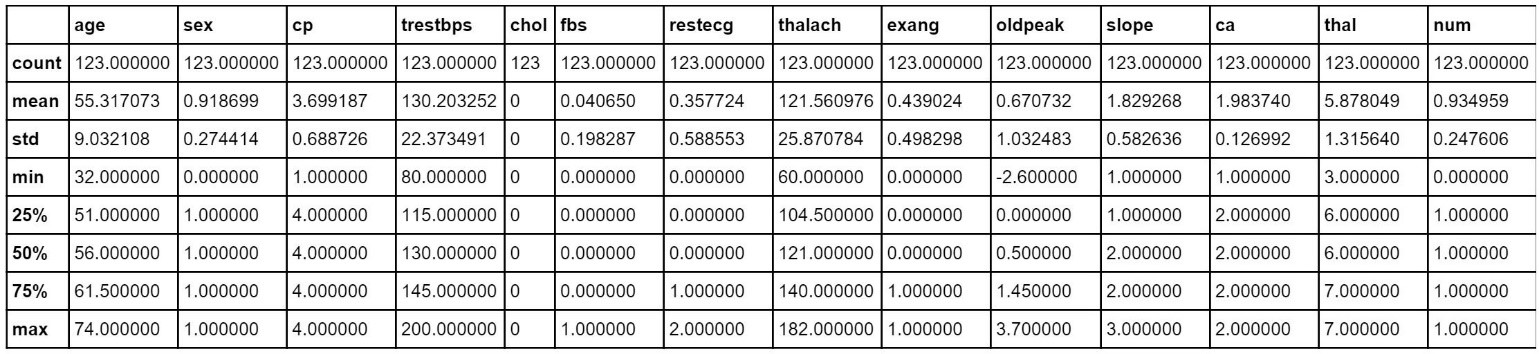 age sex cp trestbps chol fbs restecg thalach exang oldpeak slope ca thal num
count 123.000000 123.000000 123.000000 123.000000 123 123.000000 123.000000 123.000000 123.000000 123.000000 123.000000 123.000000 123.000000 123.000000
mean 55.317073 0.918699 3.699187 130.203252 0 0.040650 0.357724 121.560976 0.439024 0.670732 1.829268 1.983740 5.878049 0.934959
std 9.032108 0.274414 0.688726 22.373491 0 0.198287 0.588553 25.870784 0.498298 1.032483 0.582636 0.126992 1.315640 0.247606
min 32.000000 0.000000 1.000000 80.000000 0 0.000000 0.000000 60.000000 0.000000 -2.600000 1.000000 1.000000 3.000000 0.000000
25% 51.000000 1.000000 4.000000 115.000000 0 0.000000 0.000000 104.500000 0.000000 0.000000 1.000000 2.000000 6.000000 1.000000
50% 56.000000 1.000000 4.000000 130.000000 0 0.000000 0.000000 121.000000 0.000000 0.500000 2.000000 2.000000 6.000000 1.000000
75% 61.500000 1.000000 4.000000 145.000000 0 0.000000 1.000000 140.000000 1.000000 1.450000 2.000000 2.000000 7.000000 1.000000
max 74.000000 1.000000 4.000000 200.000000 0 1.000000 2.000000 182.000000 1.000000 3.700000 3.000000 2.000000 7.000000 1.000000